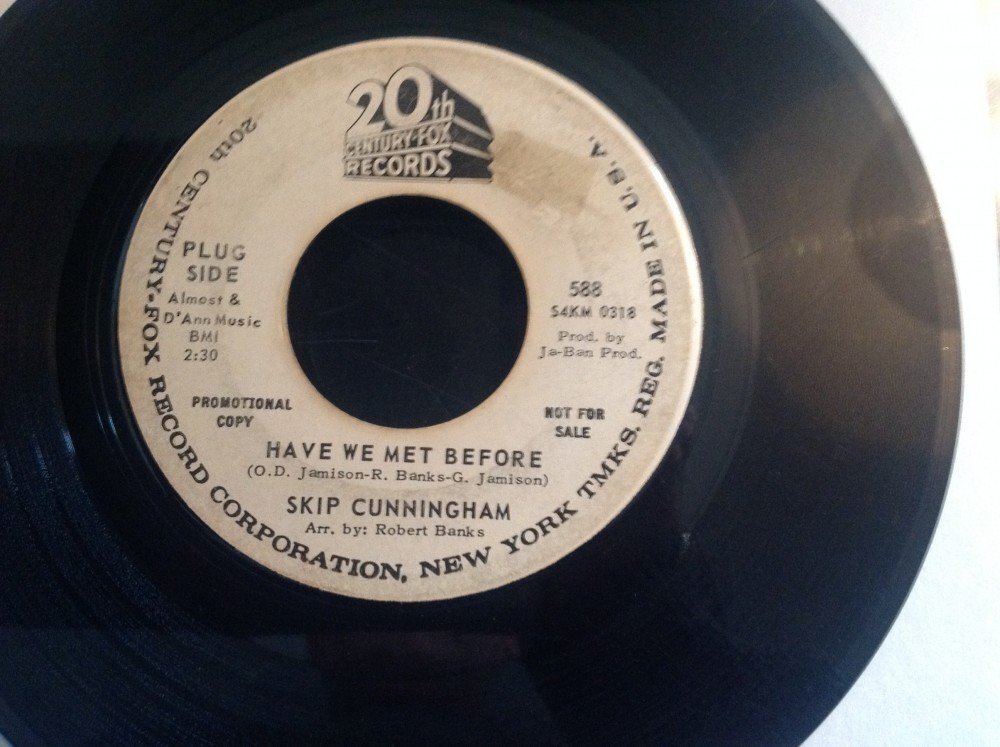 20th
CENTURY-FOX
RECORDS
PLUG
SIDE
Almost &
D'Ann Music
BMI
2:30
588
S4KM 0318
Prod. by
Ja-Ban Prod.
PROMOTIONAL
COPY
NOT FOR
SALE
HAVE WE MET BEFORE
(O.D. Jamison-R. Banks-G. Jamison)
SKIP CUNNINGHAM
Arr. by: Robert Banks
20th CENTURY-FOX RECORD CORPORATION, NEW YORK TMKS. REG. MADE IN U. S. A.